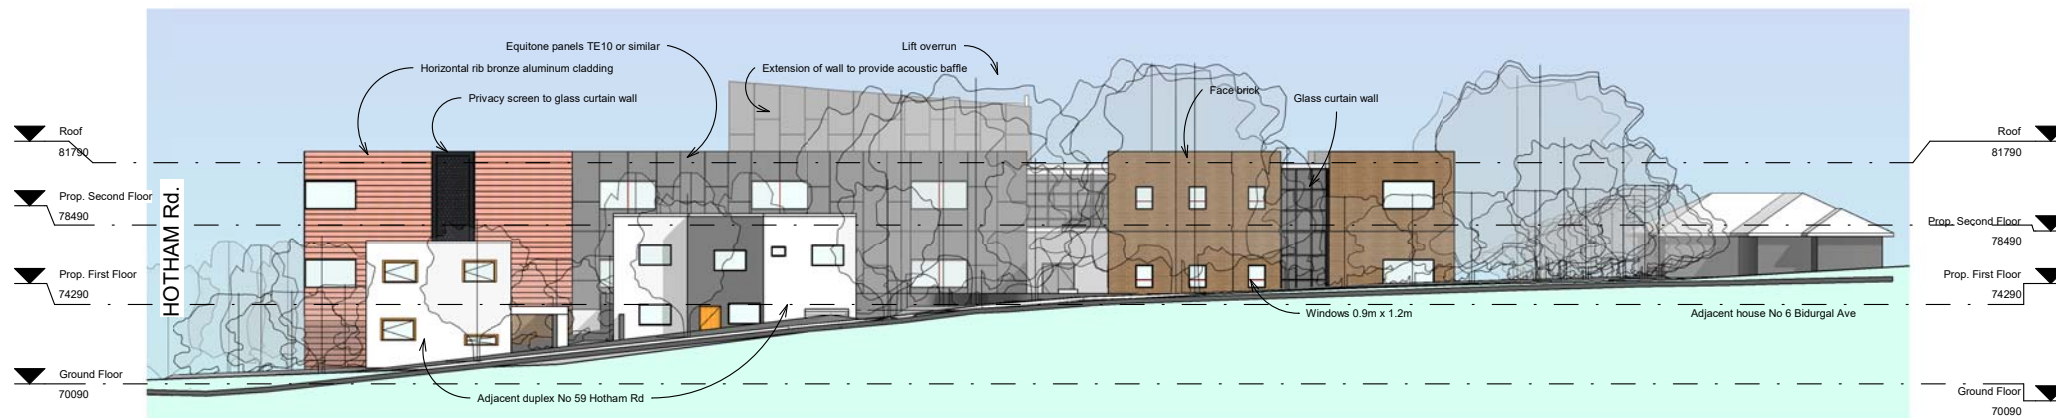 Equitone panels TE10 or similar
Lift overrun
Horizontal rib bronze aluminum cladding
Extension of wall to provide acoustic baffle
Privacy screen to glass curtain wall
Face brick
Glass curtain wall
Roof
81790
Roof
81790
Prop. Second Floor
78490
Prop. Second Floor
78490
HOTHAM Rd.
Prop. First Floor
74290
Prop. First Floor
74290
Windows 0.9m x 1.2m
Adjacent house No 6 Bidurgal Ave
Ground Floor
70090
Ground Floor
70090
Adjacent duplex No 59 Hotham Rd